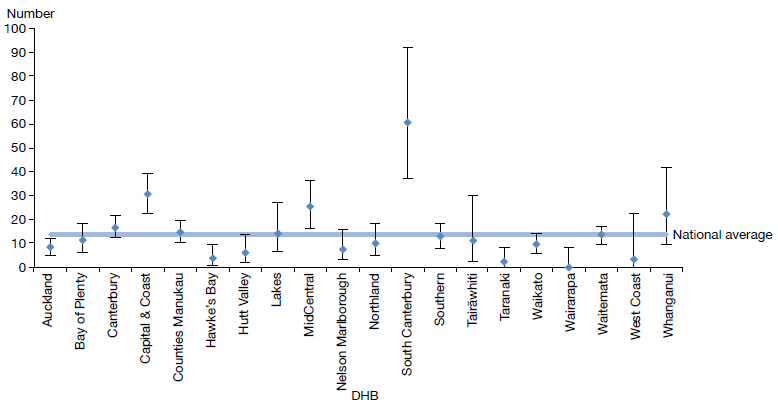 Number
100
90
80
70
60
50
40
30
20
10
0
National average
Auckland
Bay of Plenty
Canterbury
Capital & Coast
Counties Manukau
Hawke's Bay
Hutt Valley
Lakes
MidCentral
Nelson Marlborough
Northland
South Canterbury
Southern
Tairāwhiti
Taranaki
Waikato
Wairarapa
Waitemata
West Coast
Whanganui
DHB